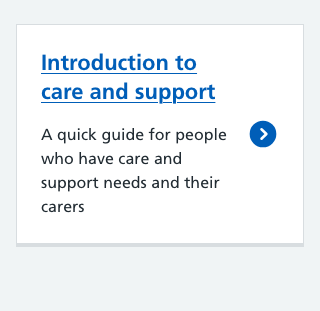 Introduction to
care and support
A quick guide for people
who have care and
support needs and their
carers